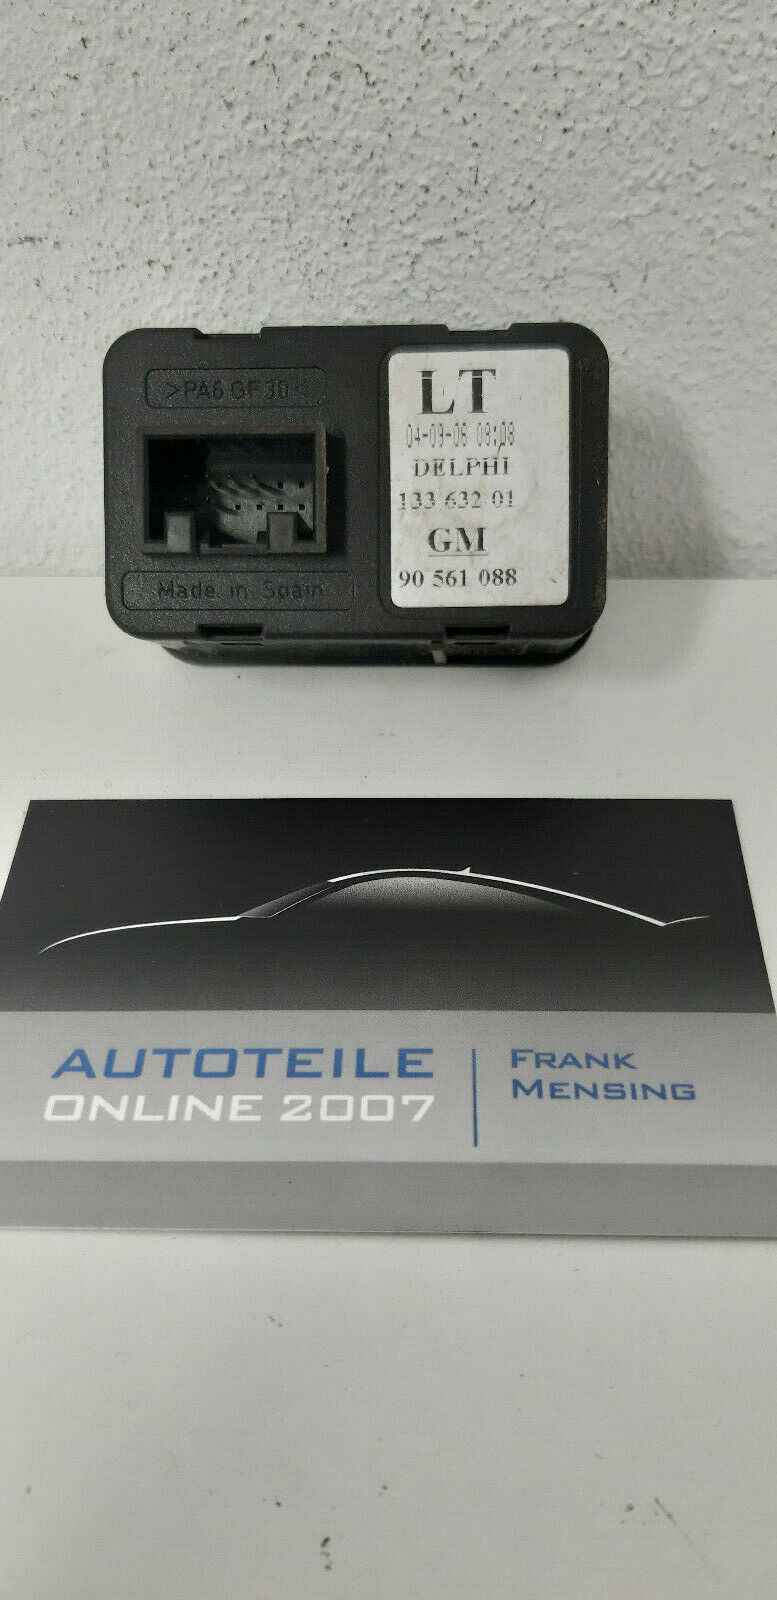 >PA6 GF30<
Made in Spain
LT
04-09-06 08:08
DELPHI
133 632 01
GM
90 561 088
AUTOTEILE
ONLINE 2007
FRANK
MENSING